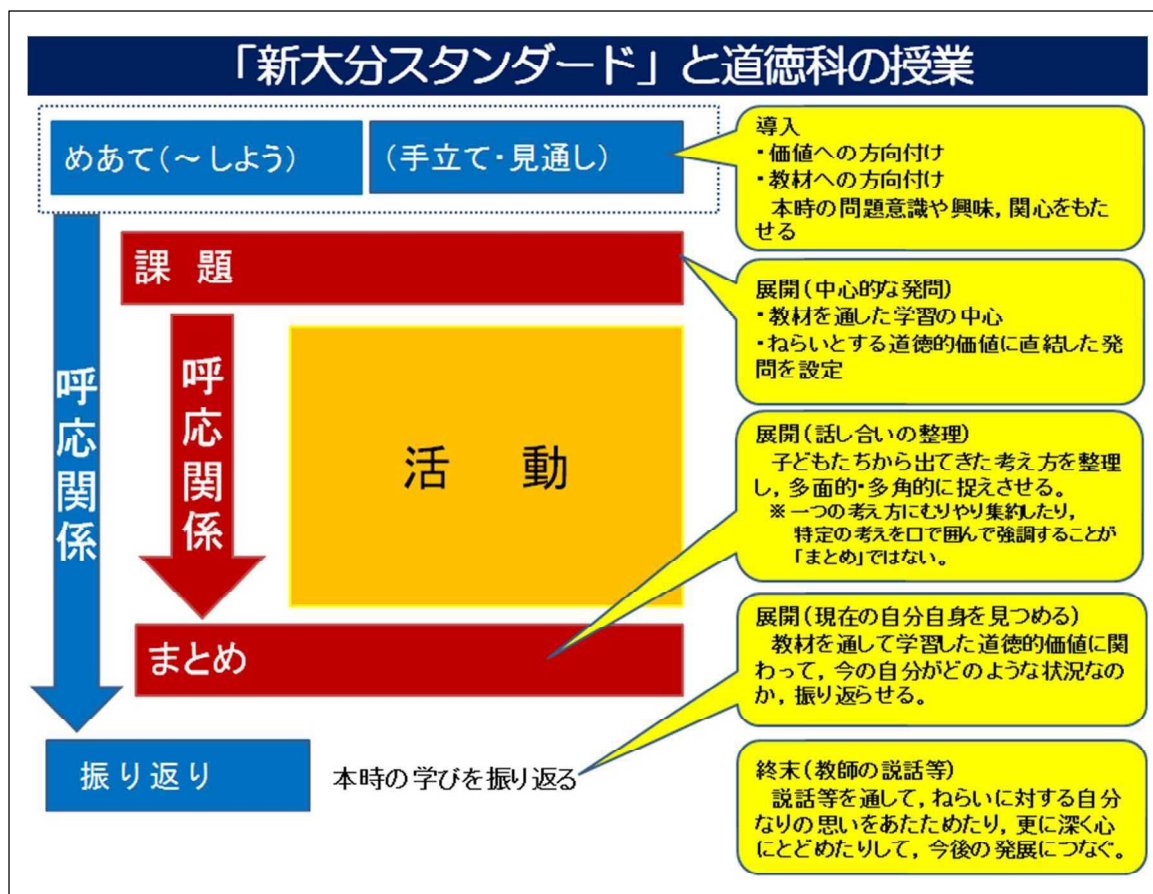 「新大分スタンダード」と道徳科の授業
めあて(～しよう)
(手立て・見通し)
導入
・価値への方向付け
・教材への方向付け
本時の問題意識や興味,関心をもた
せる
課 題
展開(中心的な発問)
・教材を通した学習の中心
・ねらいとする道徳的価値に直結した発
問を設定
呼応関係
呼応関係
活 動
展開(話し合いの整理)
子どもたちから出てきた考え方を整理
し,多面的・多角的に捉えさせる。
※一つの考え方にむりやり集約したり,
特定の考えを口で囲んで強調することが
「まとめ」ではない。
まとめ
展開(現在の自分自身を見つめる)
教材を通して学習した道徳的価値に関
わって,今の自分がどのような状況なの
か,振り返らせる。
振り返り
本時の学びを振り返る
終末(教師の説話等)
説話等を通して,ねらいに対する自分
なりの思いをあたためたり,更に深く心
にとどめたりして,今後の発展につなぐ。